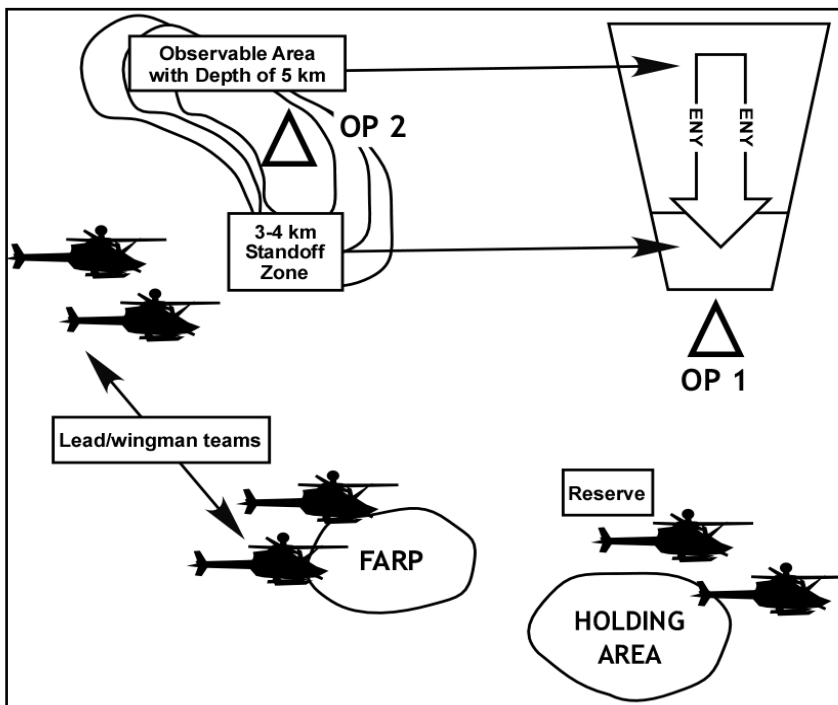 Observable Area
with Depth of 5 km
OP 2
ENY
ENY
3-4 km
Standoff
Zone
OP 1
Lead/wingman teams
Reserve
FARP
HOLDING
AREA